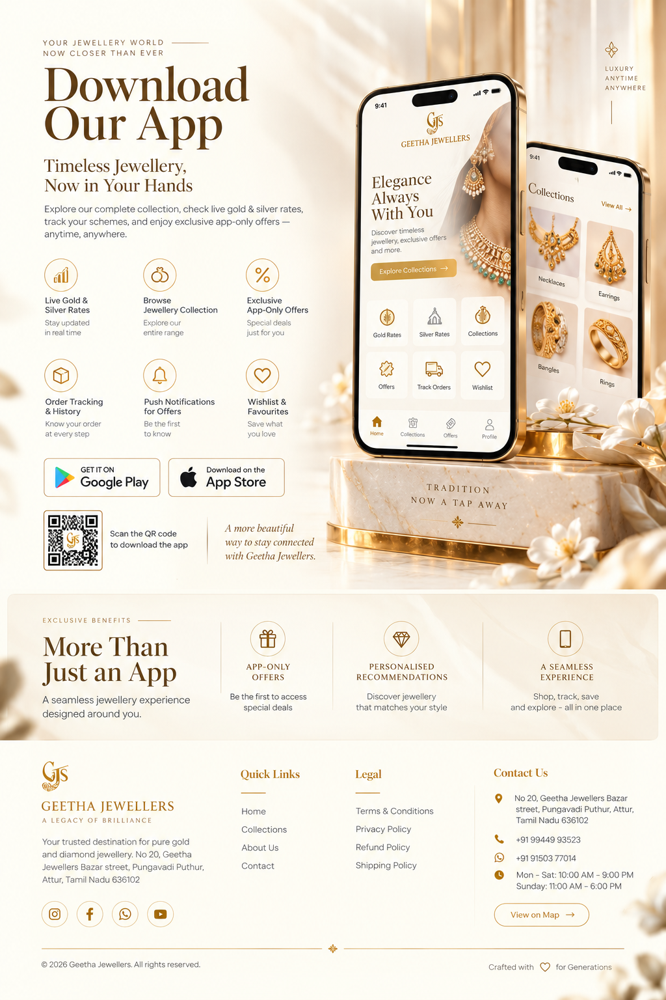 YOUR JEWELLERY WORLD
NOW CLOSER THAN EVER
Download
Our App
Timeless Jewellery,
Now in Your Hands
Explore our complete collection, check live gold & silver rates,
track your schemes, and enjoy exclusive app-only offers —
anytime, anywhere.
Live Gold &
Silver Rates
Stay updated
in real time
Browse
Jewellery Collection
Explore our
entire range
Exclusive
App-Only Offers
Special deals
just for you
Order Tracking
& History
Know your order
at every step
Push Notifications
for Offers
Be the first
to know
Wishlist &
Favourites
Save what
you love
GET IT ON
Google Play
Download on the
App Store
GJS
Scan the QR code
to download the app
A more beautiful
way to stay connected
with Geetha Jewellers.
LUXURY
ANYTIME
ANYWHERE
9:41
GJS
GEETHA JEWELLERS
Elegance
Always
With You
Discover timeless
jewellery, exclusive offers
and more.
Explore Collections →
Gold Rates
Silver Rates
Collections
Offers
Track Orders
Wishlist
Home
Collections
Offers
Profile
9:41
Collections
View All →
Necklaces
Earrings
Bangles
Rings
TRADITION
NOW A TAP AWAY
EXCLUSIVE BENEFITS
More Than
Just an App
A seamless jewellery experience
designed around you.
APP-ONLY
OFFERS
Be the first to access
special deals
PERSONALISED
RECOMMENDATIONS
Discover jewellery
that matches your style
A SEAMLESS
EXPERIENCE
Shop, track, save
and explore – all in one place
GJS
GEETHA JEWELLERS
A LEGACY OF BRILLIANCE
Your trusted destination for pure gold
and diamond jewellery. No 20, Geetha
Jewellers Bazar street, Pungavadi Puthur,
Attur, Tamil Nadu 636102
Quick Links
Home
Collections
About Us
Contact
Legal
Terms & Conditions
Privacy Policy
Refund Policy
Shipping Policy
Contact Us
No 20, Geetha Jewellers Bazar
street, Pungavadi Puthur, Attur,
Tamil Nadu 636102
+91 99449 93523
+91 91503 77014
Mon – Sat: 10:00 AM – 9:00 PM
Sunday: 11:00 AM – 6:00 PM
View on Map →
© 2026 Geetha Jewellers. All rights reserved.
Crafted with ♡ for Generations